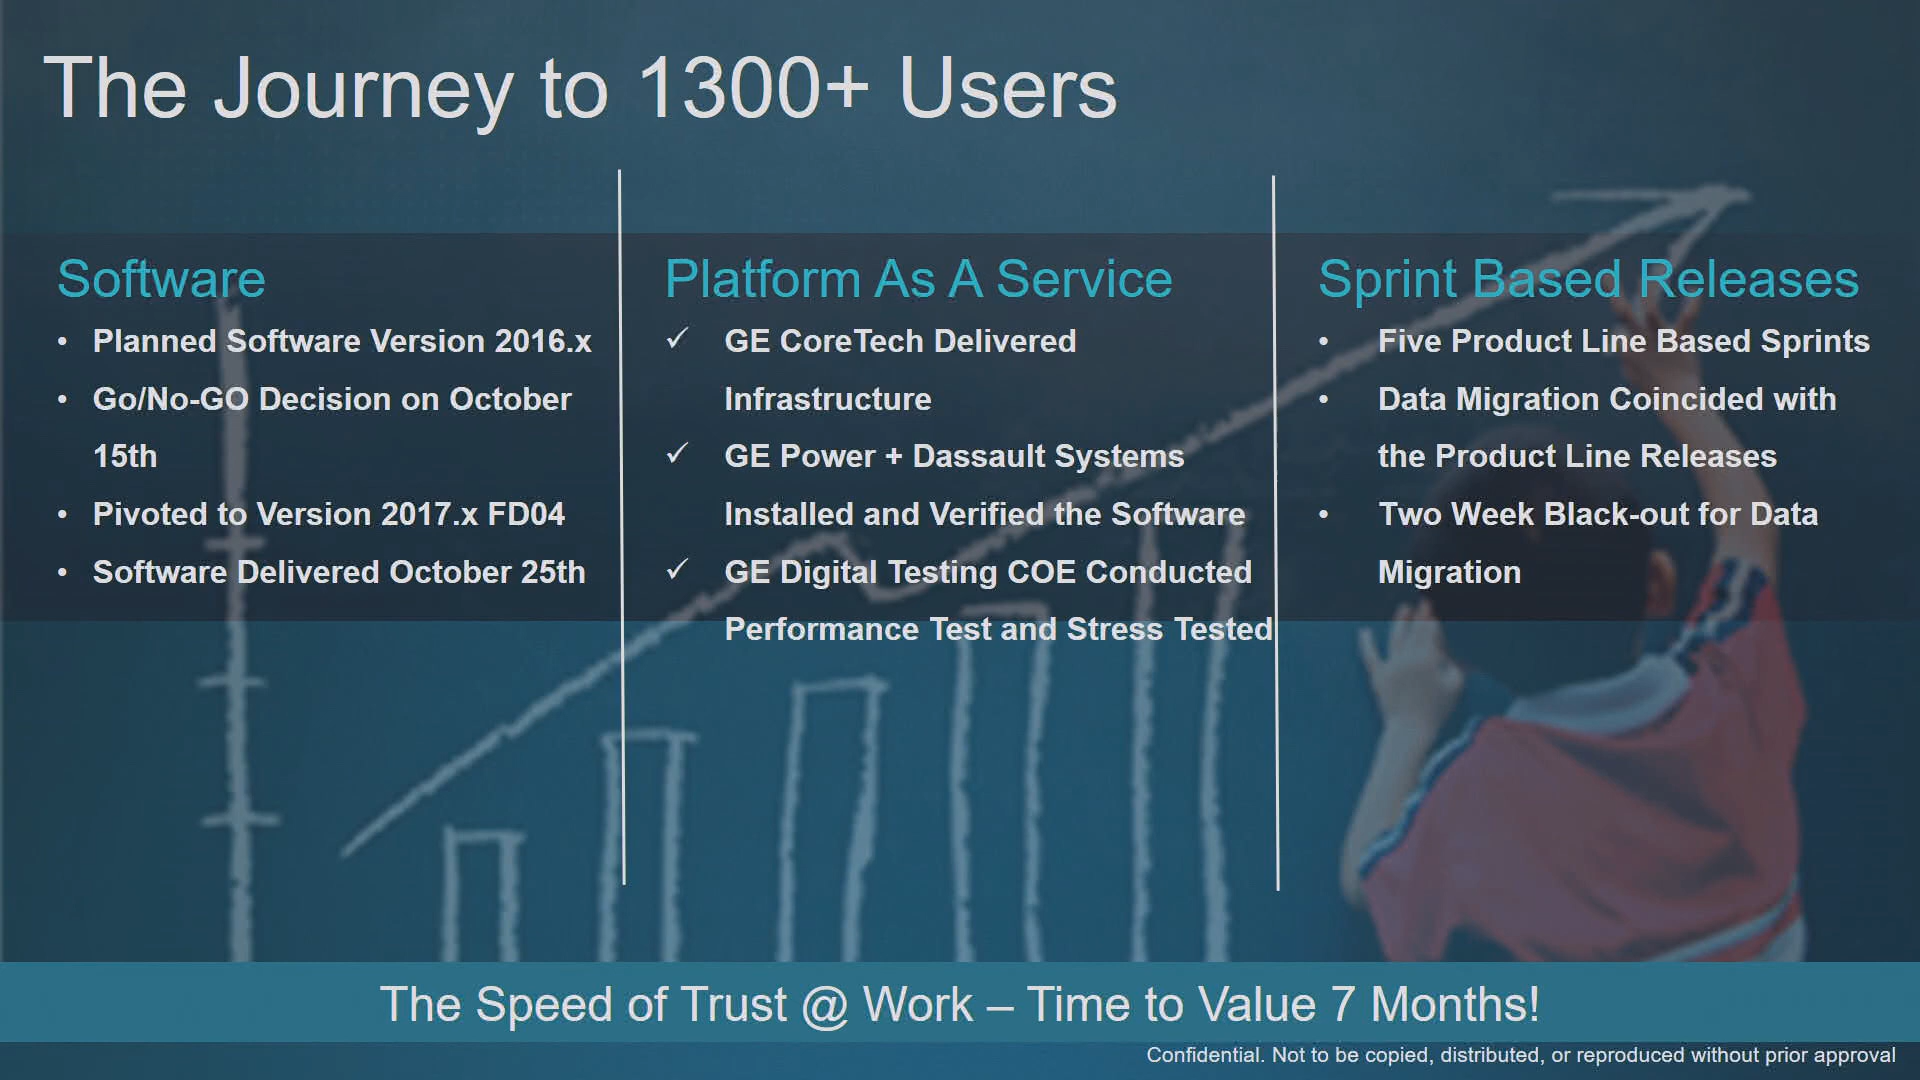 The Journey to 1300+ Users
Software
• Planned Software Version 2016.x
• Go/No-GO Decision on October
15th
• Pivoted to Version 2017.x FD04
• Software Delivered October 25th
Platform As A Service
✓ GE CoreTech Delivered
Infrastructure
✓ GE Power + Dassault Systems
Installed and Verified the Software
✓ GE Digital Testing COE Conducted
Performance Test and Stress Tested
Sprint Based Releases
• Five Product Line Based Sprints
• Data Migration Coincided with
the Product Line Releases
• Two Week Black-out for Data
Migration
The Speed of Trust @ Work – Time to Value 7 Months!
Confidential. Not to be copied, distributed, or reproduced without prior approval